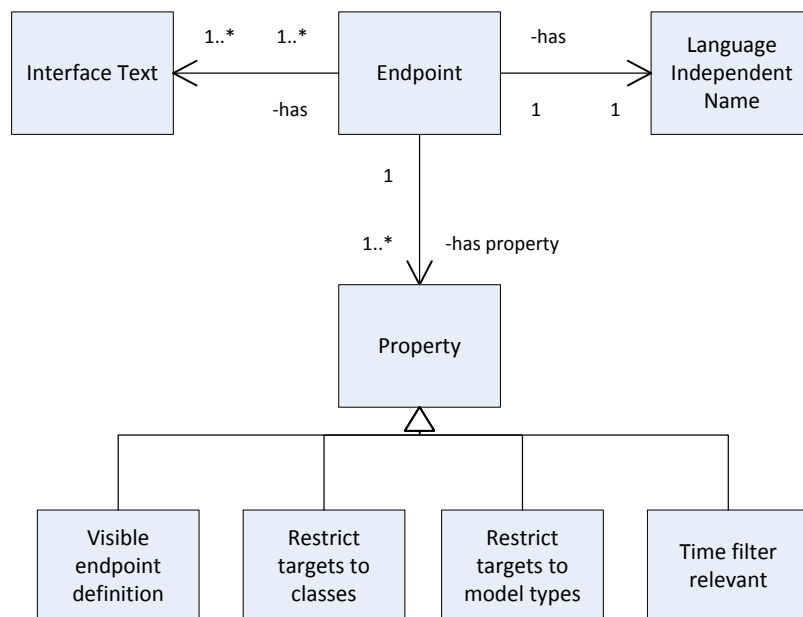 1..* 1..* -has
Interface Text Endpoint Language
Independent
Name
-has 1 1
1
1..* -has property
Property
Visible
endpoint
definition
Restrict
targets to
classes
Restrict
targets to
model types
Time filter
relevant